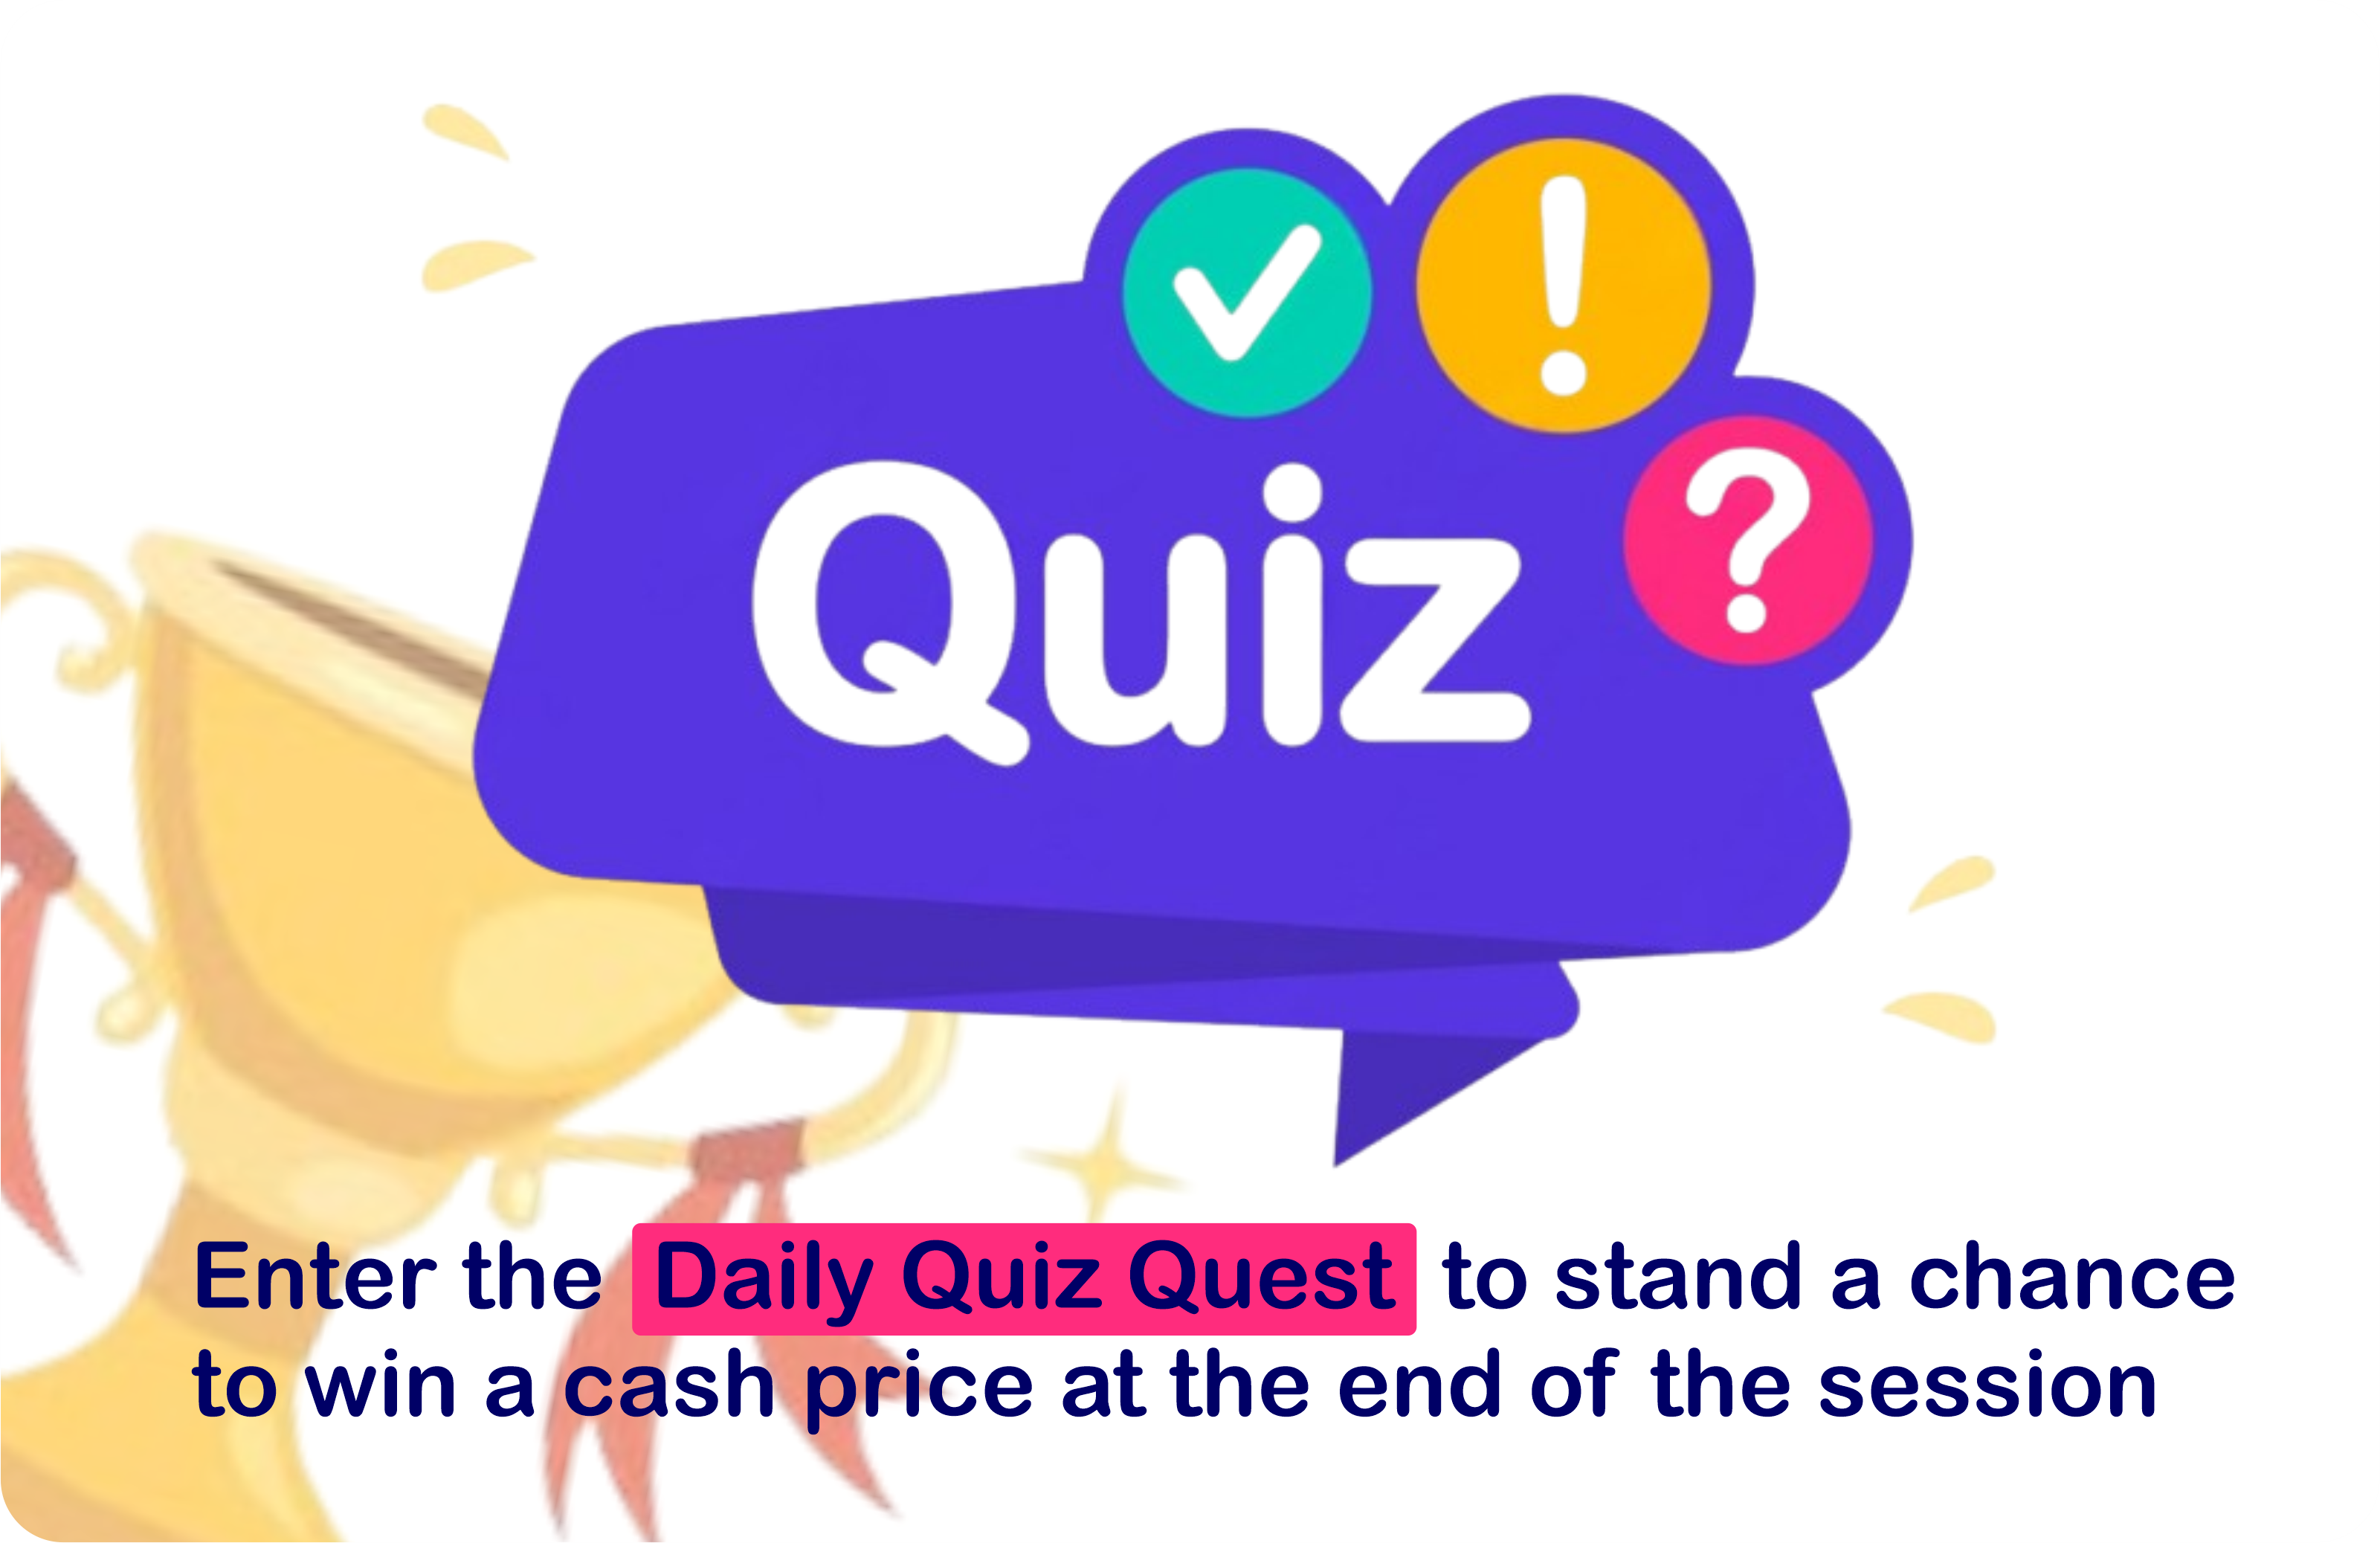 Quiz
Enter the Daily Quiz Quest to stand a chance
to win a cash price at the end of the session